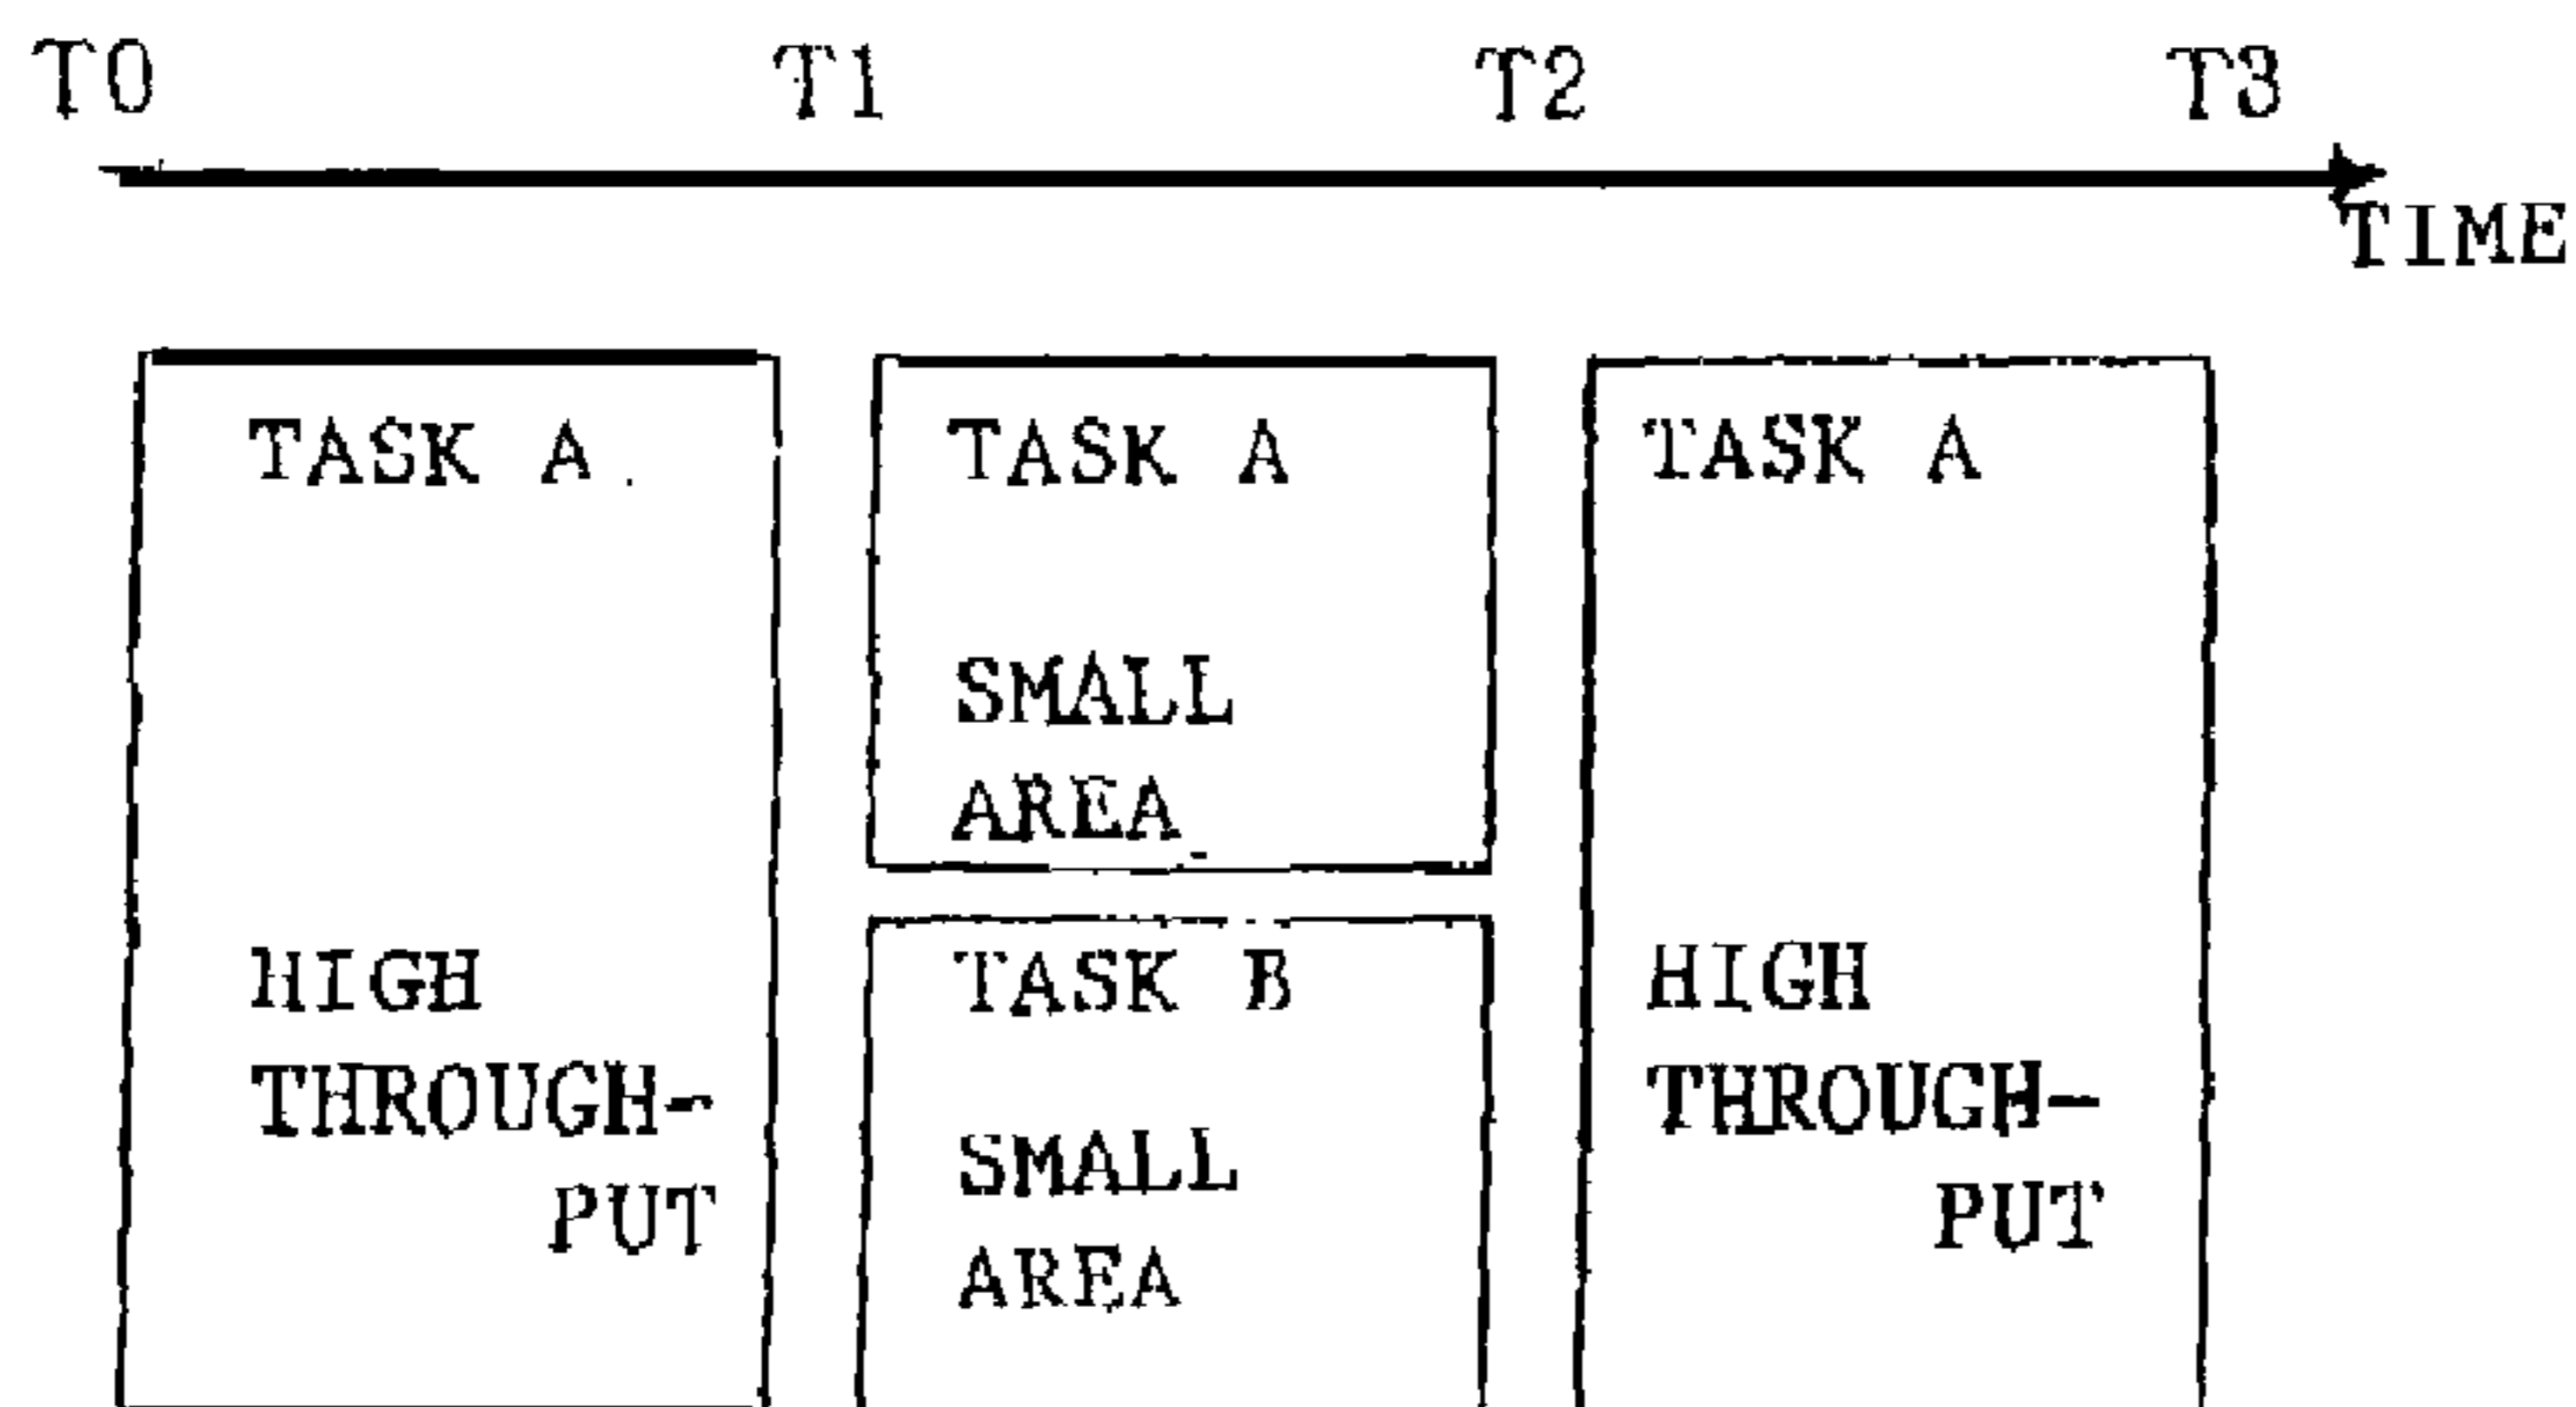 T0 T1 T2 T3
TIME
TASK A
HIGH
THROUGH-
PUT
TASK A
SMALL
AREA
TASK B
SMALL
AREA
TASK A
HIGH
THROUGH-
PUT